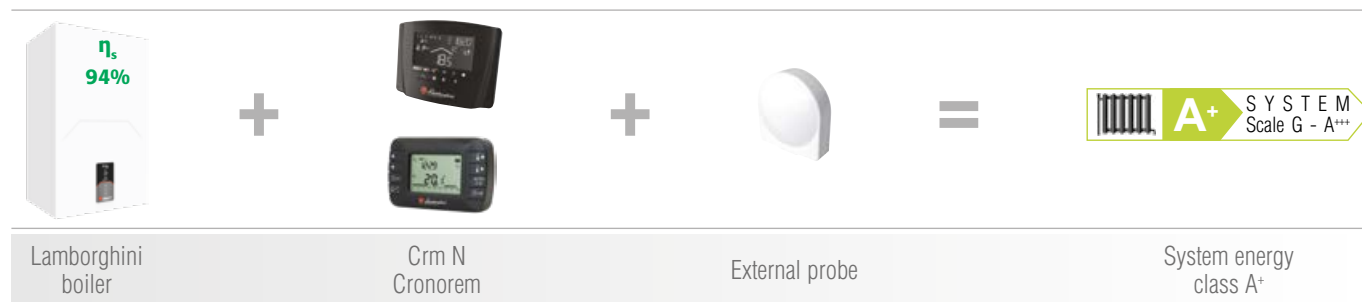 ηs
94%
+
+
=
A+
SYSTEM
Scale G - A+++
Lamborghini
boiler
Crm N
Cronorem
External probe
System energy
class A+